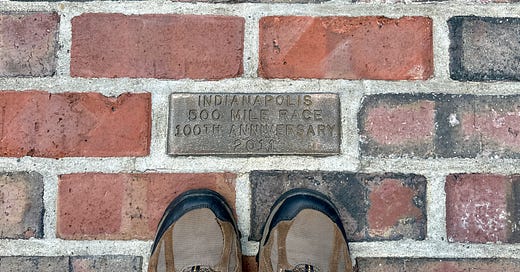 INDIANAPOLIS
500 MILE RACE
100TH ANNIVERSARY
2011